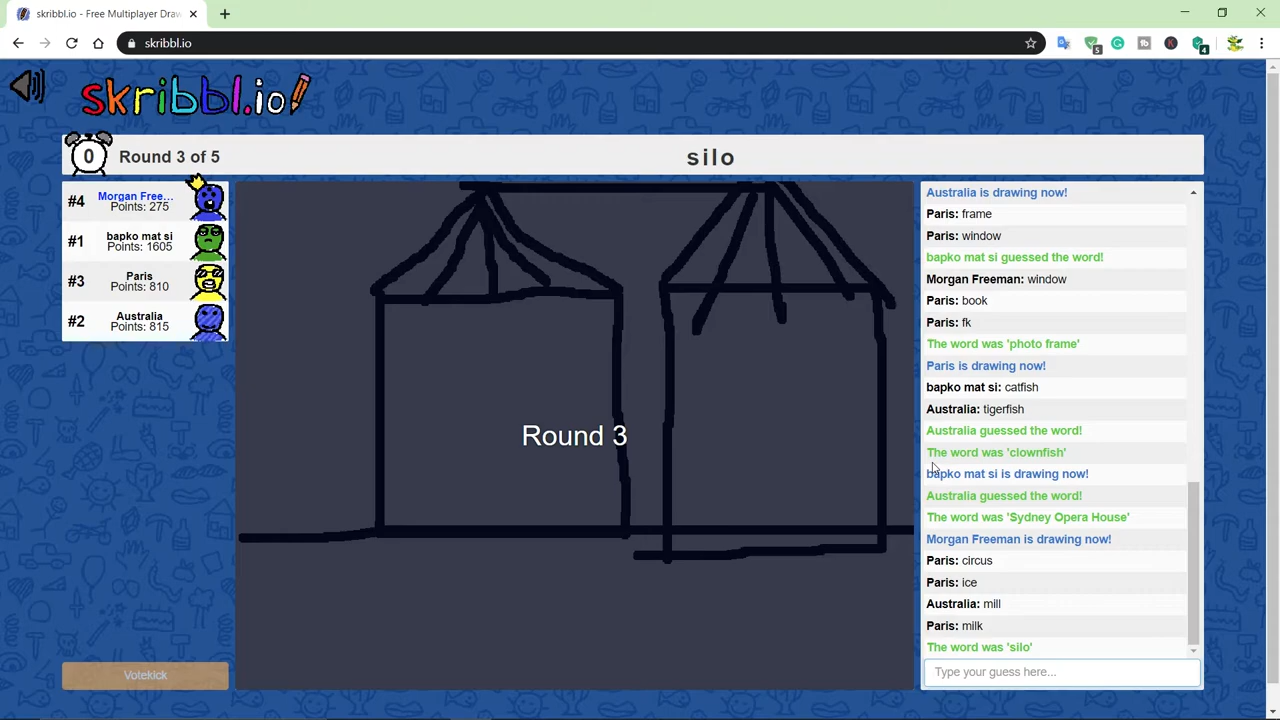 skribbl.io - Free Multiplayer Draw
skribbl.io
5
4
skribbl.io
0
Round 3 of 5
silo
#4
Morgan Free...
Points: 275
#1
bapko mat si
Points: 1605
#3
Paris
Points: 810
#2
Australia
Points: 815
Round 3
Votekick
Australia is drawing now!
Paris: frame
Paris: window
bapko mat si guessed the word!
Morgan Freeman: window
Paris: book
Paris: fk
The word was 'photo frame'
Paris is drawing now!
bapko mat si: catfish
Australia: tigerfish
Australia guessed the word!
The word was 'clownfish'
bapko mat si is drawing now!
Australia guessed the word!
The word was 'Sydney Opera House'
Morgan Freeman is drawing now!
Paris: circus
Paris: ice
Australia: mill
Paris: milk
The word was 'silo'
Type your guess here...